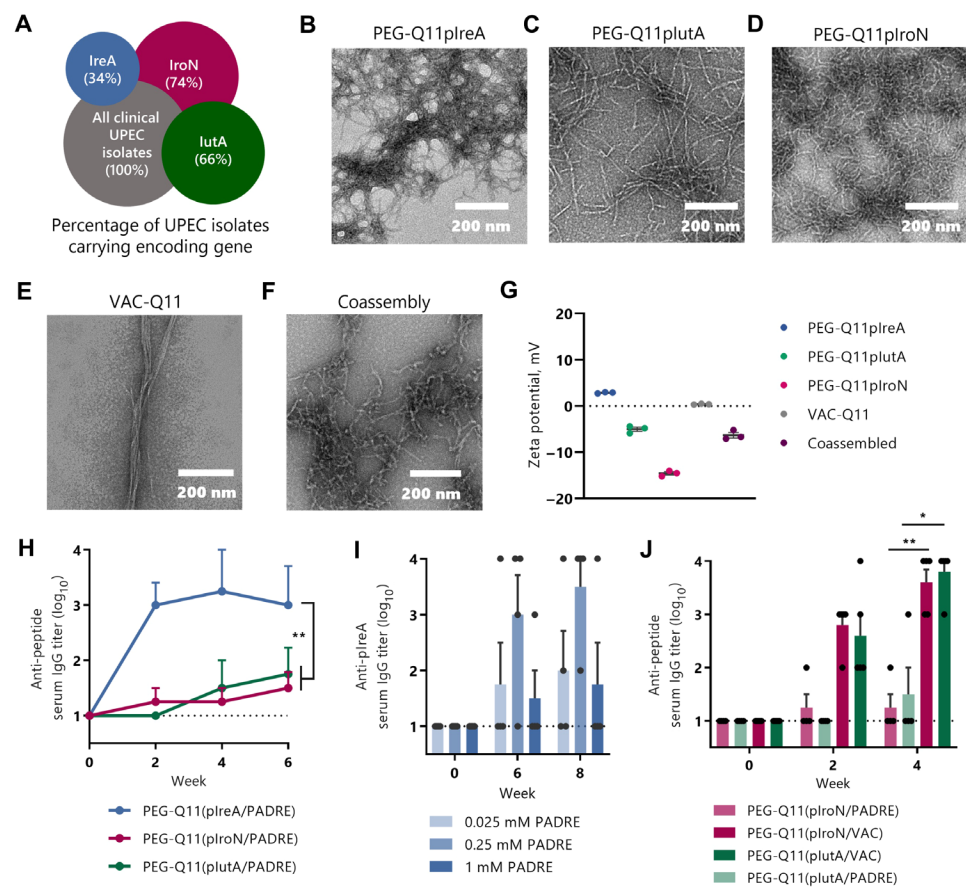 A
IreA
(34%)
IroN
(74%)
All clinical
UPEC
isolates
(100%)
IutA
(66%)
Percentage of UPEC isolates
carrying encoding gene
B
PEG-Q11pIreA
200 nm
C
PEG-Q11pIutA
200 nm
D
PEG-Q11pIroN
200 nm
E
VAC-Q11
200 nm
F
Coassembly
200 nm
G
Zeta potential, mV
20
10
0
−10
−20
PEG-Q11pIreA
PEG-Q11pIutA
PEG-Q11pIroN
VAC-Q11
Coassembled
H
Anti-peptide
serum IgG titer (log10)
4
3
2
1
**
0 2 4 6
Week
PEG-Q11(pIreA/PADRE)
PEG-Q11(pIroN/PADRE)
PEG-Q11(pIutA/PADRE)
I
Anti-pIreA
serum IgG titer (log10)
4
3
2
1
0 6 8
Week
0.025 mM PADRE
0.25 mM PADRE
1 mM PADRE
J
Anti-peptide
serum IgG titer (log10)
4
3
2
1
*
**
0 2 4
Week
PEG-Q11(pIroN/PADRE)
PEG-Q11(pIroN/VAC)
PEG-Q11(pIutA/VAC)
PEG-Q11(pIutA/PADRE)